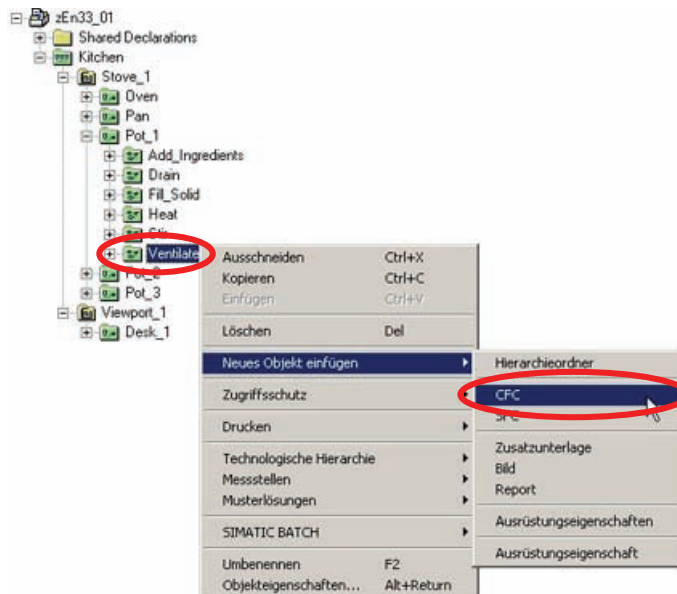 zEn33_01
Shared Declarations
Kitchen
Stove_1
Oven
Pan
Pot_1
Add_Ingredients
Drain
Fill_Solid
Heat
Ventilate
Pot_2
Pot_3
Viewport_1
Desk_1
Ausschneiden Ctrl+X
Kopieren Ctrl+C
Einfügen Ctrl+V
Löschen Del
Neues Objekt einfügen
Zugriffsschutz
Drucken
Technologische Hierarchie
Messstellen
Musterlösungen
SIMATIC BATCH
Umbenennen F2
Objekteigenschaften... Alt+Return
Hierarchieordner
CFC
SFC
Zusatzunterlage
Bild
Report
Ausrüstungseigenschaften
Ausrüstungseigenschaft